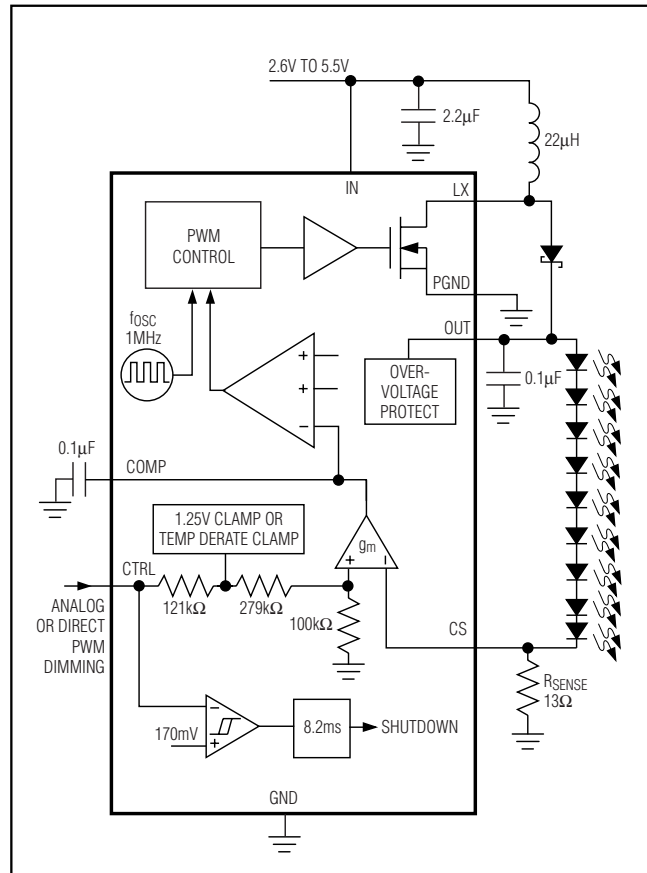 2.6V TO 5.5V
2.2µF
22µH
IN
LX
PWM
CONTROL
PGND
fOSC
1MHz
OUT
OVER-
VOLTAGE
PROTECT
0.1µF
+
+
−
0.1µF
COMP
1.25V CLAMP OR
TEMP DERATE CLAMP
gm
+
−
CTRL
121kΩ
279kΩ
ANALOG
OR DIRECT
PWM
DIMMING
100kΩ
CS
RSENSE
13Ω
−
+
170mV
8.2ms
SHUTDOWN
GND